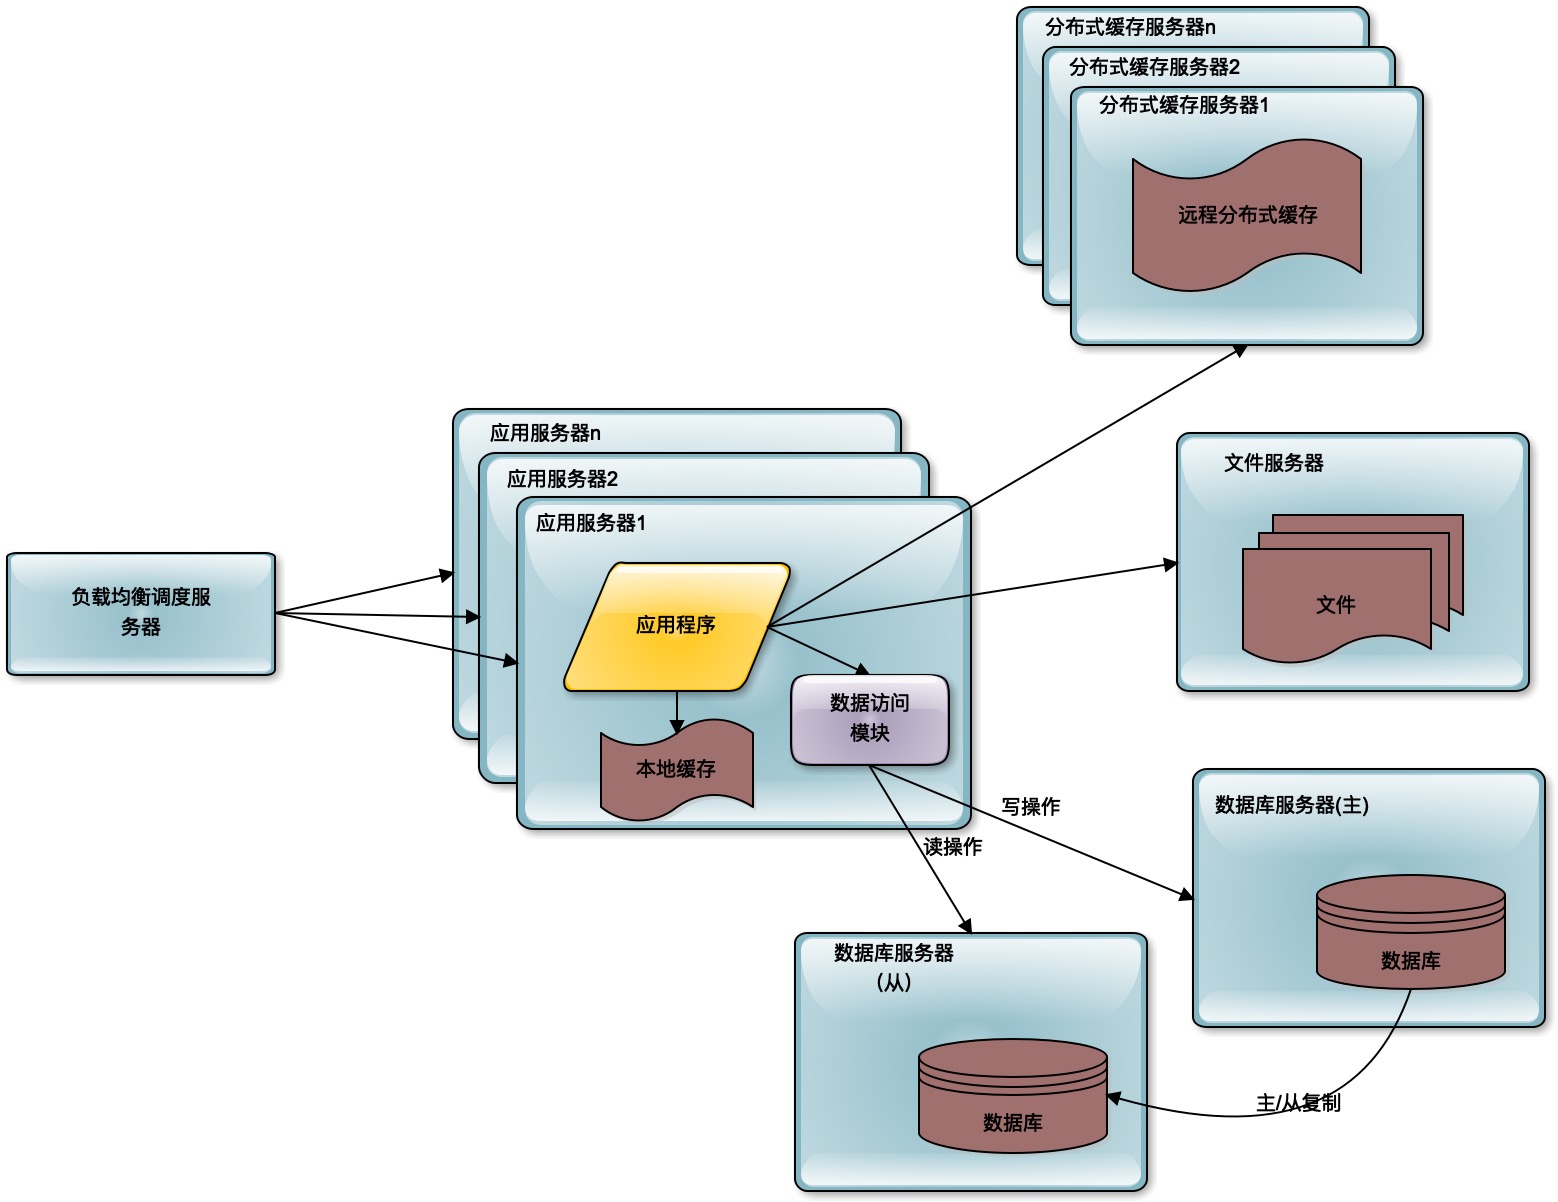 分布式缓存服务器n
分布式缓存服务器2
分布式缓存服务器1
远程分布式缓存
应用服务器n
应用服务器2
应用服务器1
应用程序
本地缓存
数据访问
模块
负载均衡调度服
务器
文件服务器
文件
写操作
读操作
数据库服务器(主)
数据库
数据库服务器
(从)
数据库
主/从复制